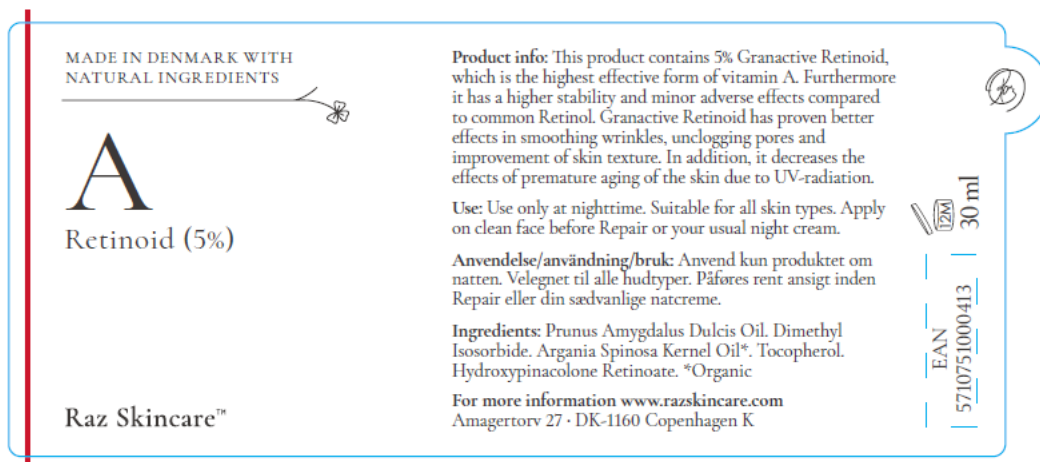 MADE IN DENMARK WITH
NATURAL INGREDIENTS
A
Retinoid (5%)
Raz Skincare™
Product info: This product contains 5% Granactive Retinoid,
which is the highest effective form of vitamin A. Furthermore
it has a higher stability and minor adverse effects compared
to common Retinol. Granactive Retinoid has proven better
effects in smoothing wrinkles, unclogging pores and
improvement of skin texture. In addition, it decreases the
effects of premature aging of the skin due to UV-radiation.
Use: Use only at nighttime. Suitable for all skin types. Apply
on clean face before Repair or your usual night cream.
Anvendelse/användning/bruk: Anvend kun produktet om
natten. Velegnet til alle hudtyper. Påføres rent ansigt inden
Repair eller din sædvanlige natcreme.
Ingredients: Prunus Amygdalus Dulcis Oil. Dimethyl
Isosorbide. Argania Spinosa Kernel Oil*. Tocopherol.
Hydroxypinacolone Retinoate. *Organic
For more information www.razskincare.com
Amagertorv 27 · DK-1160 Copenhagen K
12M
30 ml
EAN
5710751000413